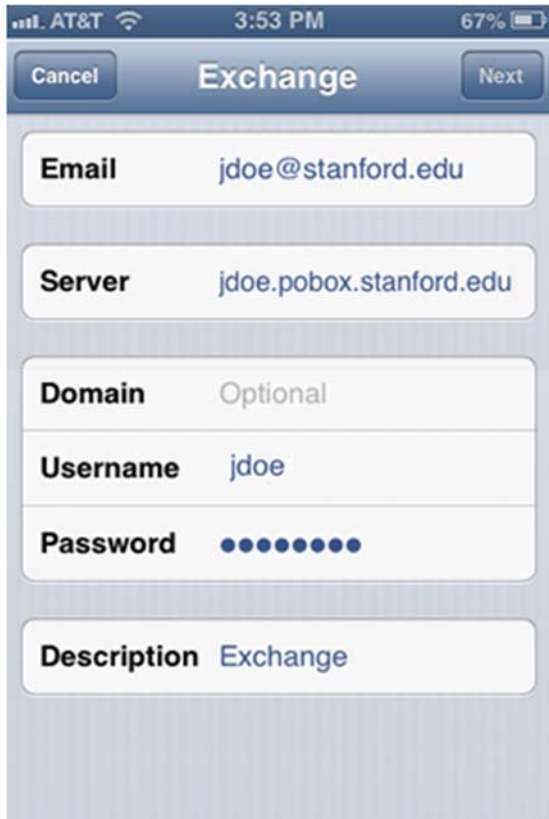 AT&T 3:53 PM 67%
Cancel Exchange Next
Email jdoe@stanford.edu
Server jdoe.pobox.stanford.edu
Domain Optional
Username jdoe
Password ●●●●●●●●
Description Exchange